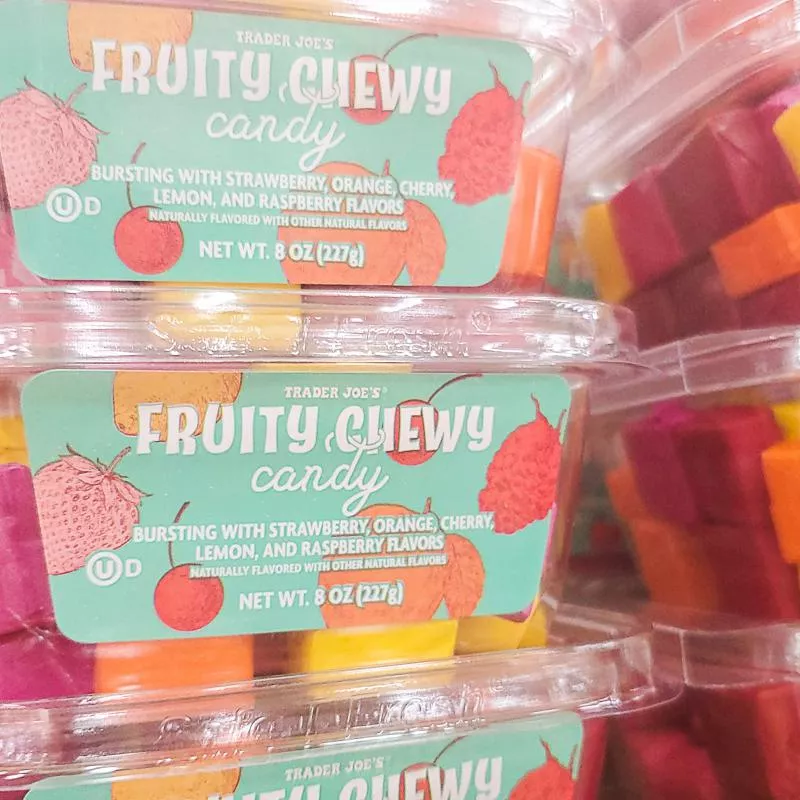 TRADER JOE'S
FRUITY CHEWY
candy
BURSTING WITH STRAWBERRY, ORANGE, CHERRY,
LEMON, AND RASPBERRY FLAVORS
NATURALLY FLAVORED WITH OTHER NATURAL FLAVORS
U D
NET WT. 8 OZ (227g)
TRADER JOE'S®
FRUITY CHEWY
candy
BURSTING WITH STRAWBERRY, ORANGE, CHERRY,
LEMON, AND RASPBERRY FLAVORS
NATURALLY FLAVORED WITH OTHER NATURAL FLAVORS
U D
NET WT. 8 OZ (227g)
TRADER JOE'S
FRUITY CHEWY